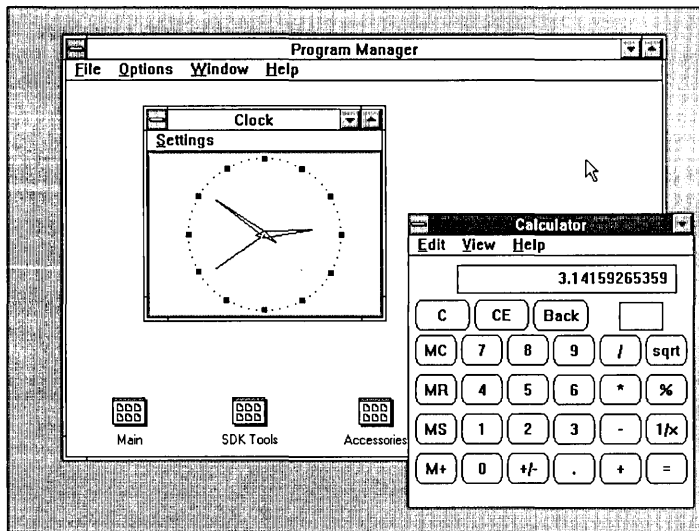 Program Manager
File Options Window Help
Clock
Settings
Calculator
Edit View Help
3.14159265359
C CE Back
MC 7 8 9 / sqrt
MR 4 5 6 * %
MS 1 2 3 - 1/x
M+ 0 +/- . + =
Main SDK Tools Accessories